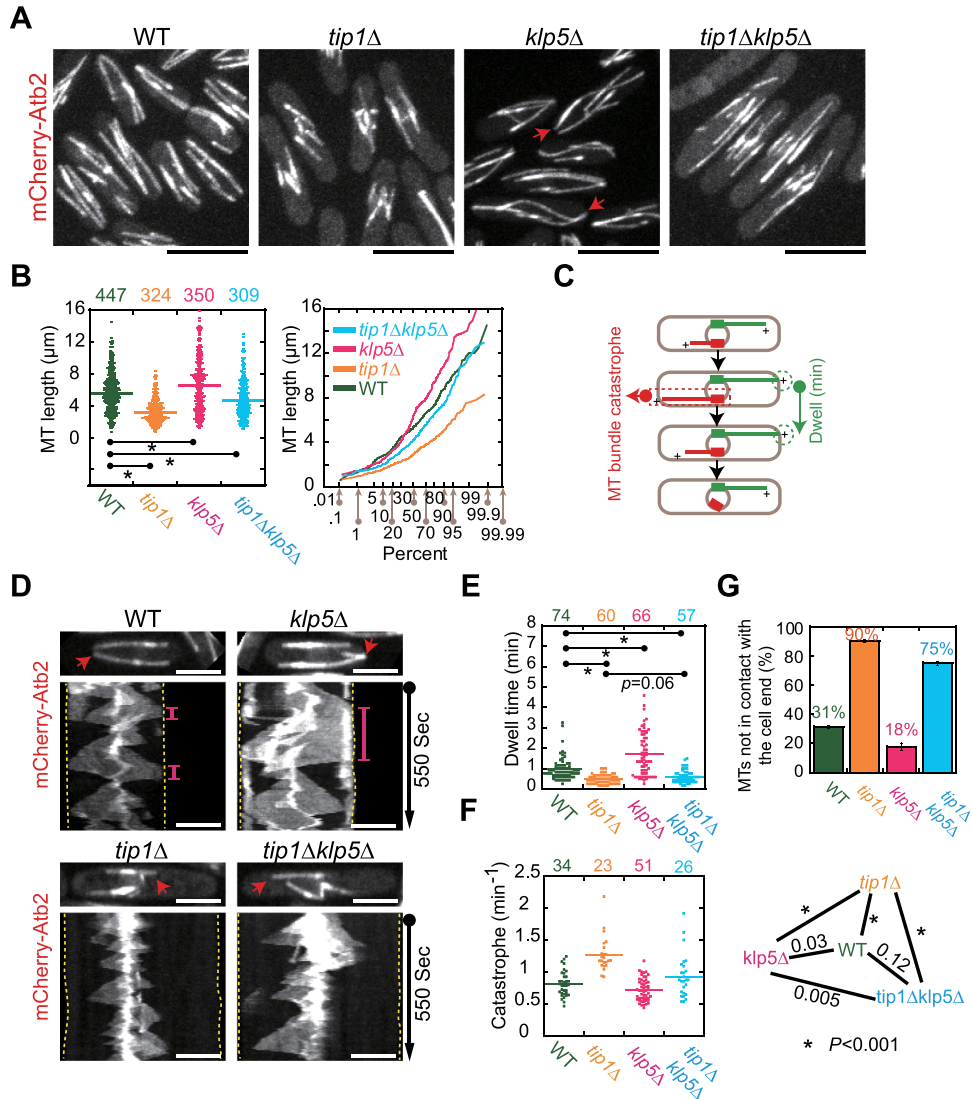 A
WT
tip1Δ
klp5Δ
tip1Δklp5Δ
mCherry-Atb2
B
447 324 350 309
MT length (μm)
16
12
8
4
0
*
*
*
WT
tip1Δ
klp5Δ
tip1Δklp5Δ
MT length (μm)
16
12
8
4
0
tip1Δklp5Δ
klp5Δ
tip1Δ
WT
.01 5 30 80 99 99.9
.1 1 10 20 50 70 90 95 99.99
Percent
C
MT bundle catastrophe
Dwell (min)
+
+
+
+
+
+
+
D
WT
klp5Δ
mCherry-Atb2
550 Sec
tip1Δ
tip1Δklp5Δ
mCherry-Atb2
550 Sec
E
74 60 66 57
Dwell time (min)
8
7
6
5
4
3
2
1
0
*
*
*
p=0.06
WT
tip1Δ
klp5Δ
tip1Δ
klp5Δ
F
34 23 51 26
Catastrophe (min-1)
2.5
2
1.5
1
0.5
0
WT
tip1Δ
klp5Δ
tip1Δ
klp5Δ
G
MTs not in contact with
the cell end (%)
100
80
60
40
20
0
31%
90%
18%
75%
WT
tip1Δ
klp5Δ
tip1Δ
klp5Δ
tip1Δ
*
*
*
klp5Δ
0.03
WT
0.12
0.005
tip1Δklp5Δ
* P<0.001